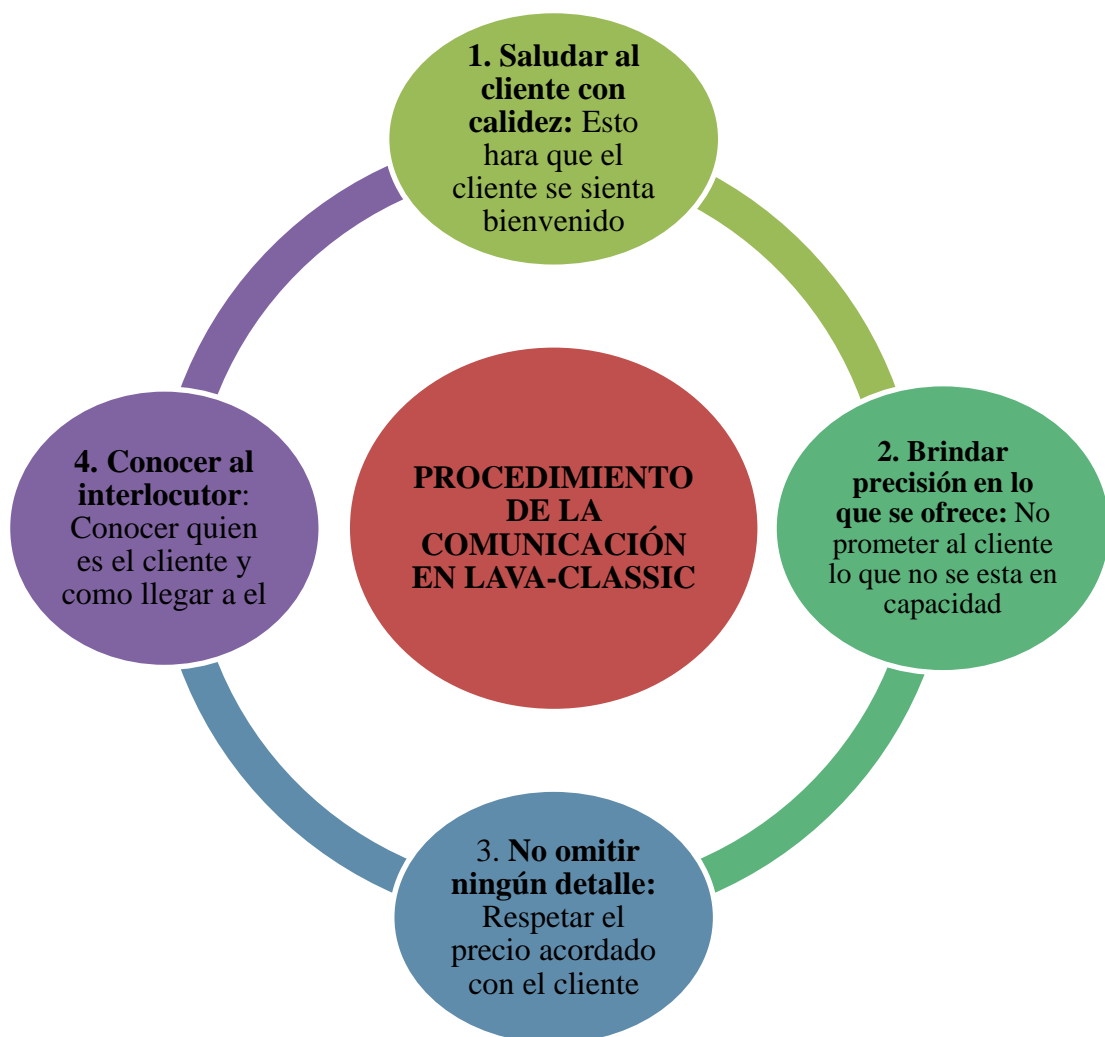 1. Saludar al
cliente con
calidez: Esto
hara que el
cliente se sienta
bienvenido
2. Brindar
precisión en lo
que se ofrece: No
prometer al cliente
lo que no se esta en
capacidad
3. No omitir
ningún detalle:
Respetar el
precio acordado
con el cliente
4. Conocer al
interlocutor:
Conocer quien
es el cliente y
como llegar a el
PROCEDIMIENTO
DE LA
COMUNICACIÓN
EN LAVA-CLASSIC